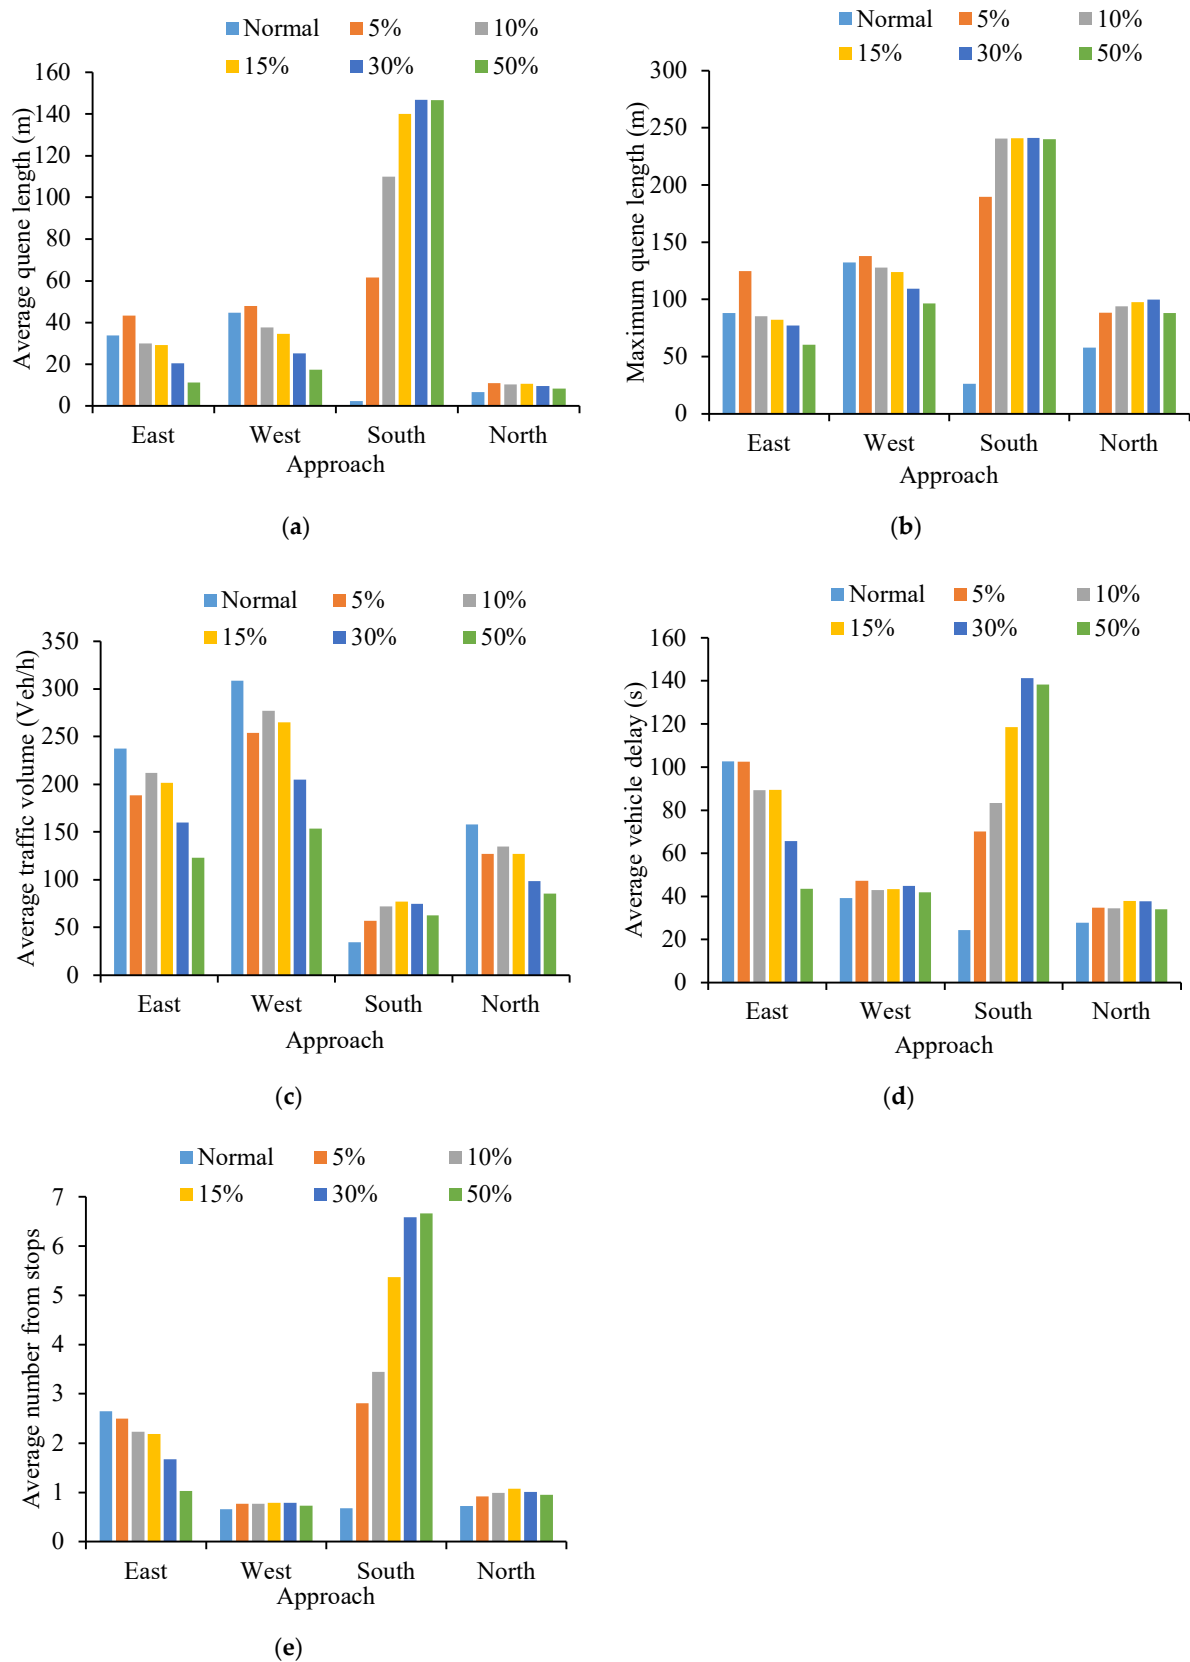 Normal 5% 10%
15% 30% 50%
Average quene length (m)
160
140
120
100
80
60
40
20
0
East West South North
Approach
(a)
Normal 5% 10%
15% 30% 50%
Maximum quene length (m)
300
250
200
150
100
50
0
East West South North
Approach
(b)
Normal 5% 10%
15% 30% 50%
Average traffic volume (Veh/h)
350
300
250
200
150
100
50
0
East West South North
Approach
(c)
Normal 5% 10%
15% 30% 50%
Average vehicle delay (s)
160
140
120
100
80
60
40
20
0
East West South North
Approach
(d)
Normal 5% 10%
15% 30% 50%
Average number from stops
7
6
5
4
3
2
1
0
East West South North
Approach
(e)